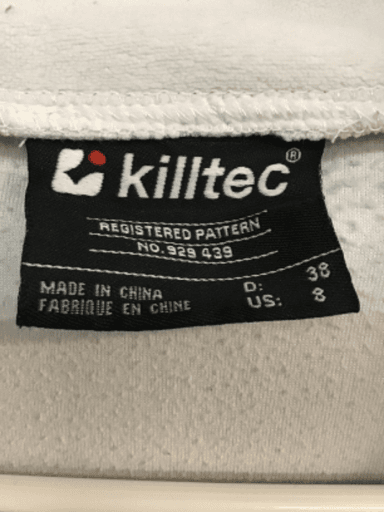 killtec®
REGISTERED PATTERN
NO. 929 439
MADE IN CHINA
FABRIQUE EN CHINE
D: 38
US: 8